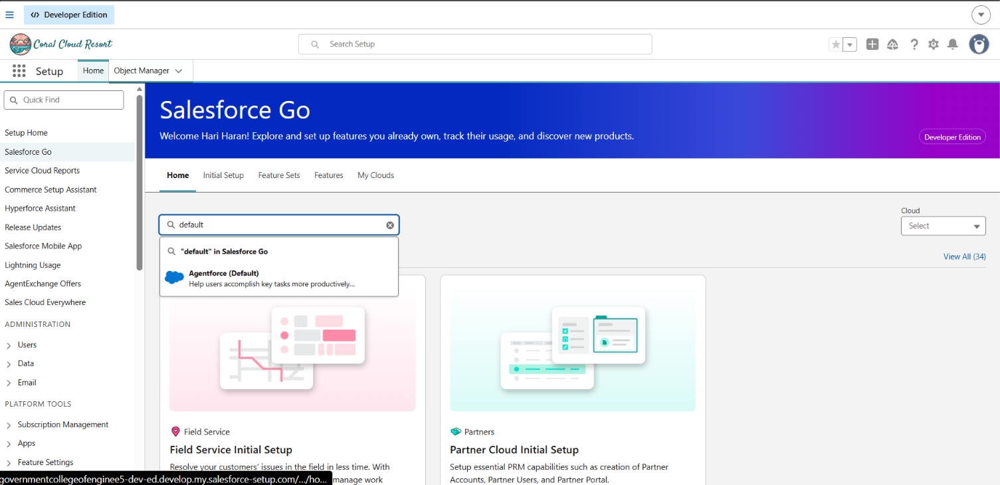 Developer Edition
Coral Cloud Resort
Search Setup
Setup
Home
Object Manager
Quick Find
Setup Home
Salesforce Go
Service Cloud Reports
Commerce Setup Assistant
Hyperforce Assistant
Release Updates
Salesforce Mobile App
Lightning Usage
AgentExchange Offers
Sales Cloud Everywhere
ADMINISTRATION
Users
Data
Email
PLATFORM TOOLS
Subscription Management
Apps
Feature Settings
governmentcollegeofenginee5-dev-ed.develop.my.salesforce-setup.com/.../ho...
Salesforce Go
Welcome Hari Haran! Explore and set up features you already own, track their usage, and discover new products.
Developer Edition
Home
Initial Setup
Feature Sets
Features
My Clouds
default
"default" in Salesforce Go
Agentforce (Default)
Help users accomplish key tasks more productively...
Cloud
Select
View All (34)
Field Service
Field Service Initial Setup
Resolve your customers' issues in the field in less time. With
manage work
Partners
Partner Cloud Initial Setup
Setup essential PRM capabilities such as creation of Partner
Accounts, Partner Users, and Partner Portal.